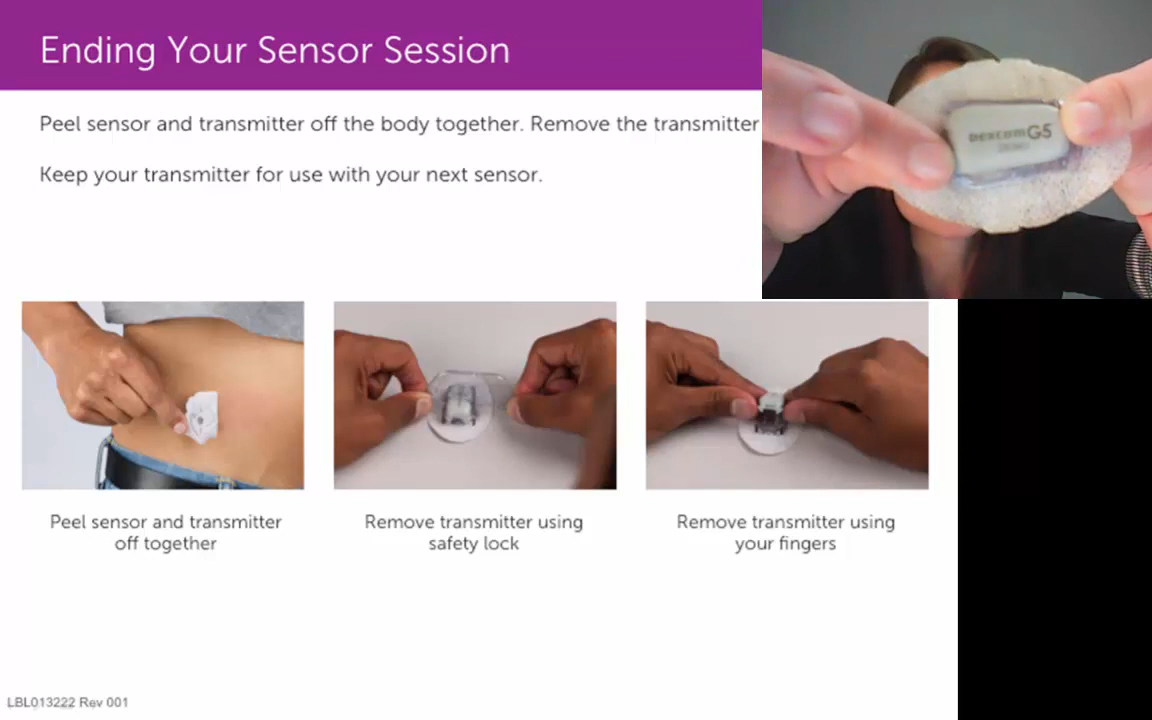 Ending Your Sensor Session
Peel sensor and transmitter off the body together. Remove the transmitter
Keep your transmitter for use with your next sensor.
DexcomG5
Peel sensor and transmitter
off together
Remove transmitter using
safety lock
Remove transmitter using
your fingers
LBL013222 Rev 001